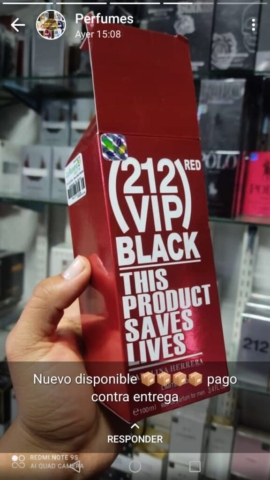 Perfumes
Ayer 15:08
(212)RED
(VIP)
BLACK
THIS
PRODUCT
SAVES
LIVES
HERRERA
Nuevo disponible 📦📦📦📦 pago
contra entrega
RESPONDER
REDMI NOTE 9S
AI QUAD CAMERA